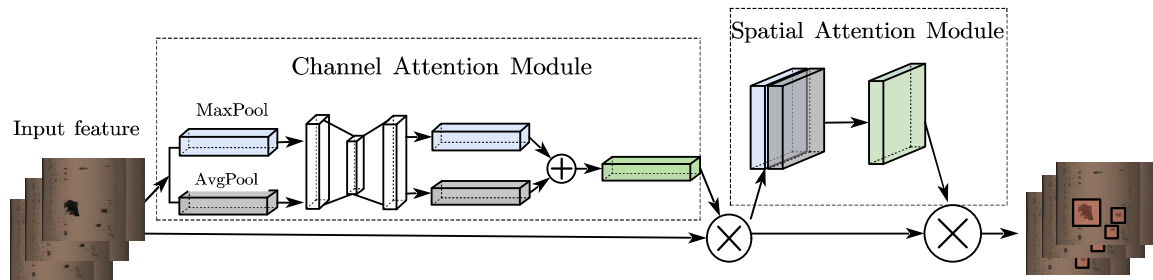 Spatial Attention Module
Channel Attention Module
MaxPool
Input feature
AvgPool